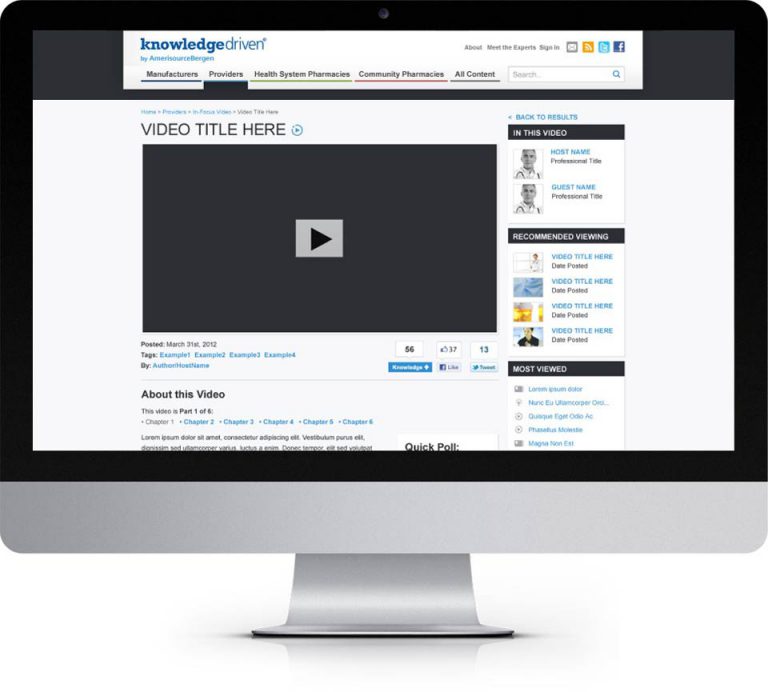 knowledgedriven®
by AmerisourceBergen
About Meet the Experts Sign In
Manufacturers Providers Health System Pharmacies Community Pharmacies All Content
Search...
Home > Providers > In-Focus Video > Video Title Here
VIDEO TITLE HERE
Posted: March 31st, 2012
Tags: Example1 Example2 Example3 Example4
By: Author/HostName
56
37
13
Knowledge
Like
Tweet
About this Video
This video is Part 1 of 6:
• Chapter 1 • Chapter 2 • Chapter 3 • Chapter 4 • Chapter 5 • Chapter 6
Lorem ipsum dolor sit amet, consectetur adipiscing elit. Vestibulum purus elit,
dignissim sed ullamcorper varius, luctus a enim. Donec tempor, elit sed volutpat
Quick Poll:
< BACK TO RESULTS
IN THIS VIDEO
HOST NAME
Professional Title
GUEST NAME
Professional Title
RECOMMENDED VIEWING
VIDEO TITLE HERE
Date Posted
VIDEO TITLE HERE
Date Posted
VIDEO TITLE HERE
Date Posted
VIDEO TITLE HERE
Date Posted
MOST VIEWED
Lorem ipsum dolor
Nunc Eu Ullamcorper Orci...
Quisque Eget Odio Ac
Phasellus Molestie
Magna Non Est